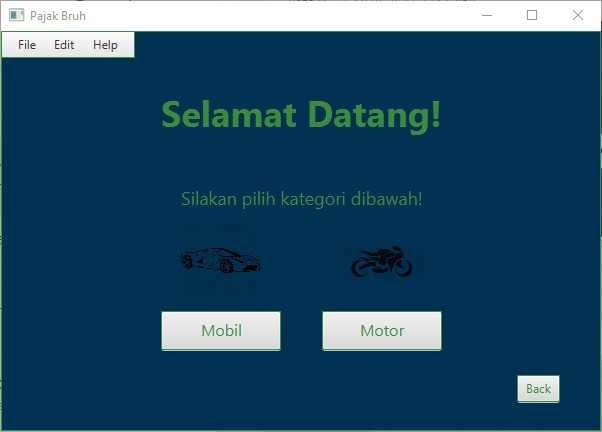 Pajak Bruh
File Edit Help
Selamat Datang!
Silakan pilih kategori dibawah!
Mobil Motor
Back